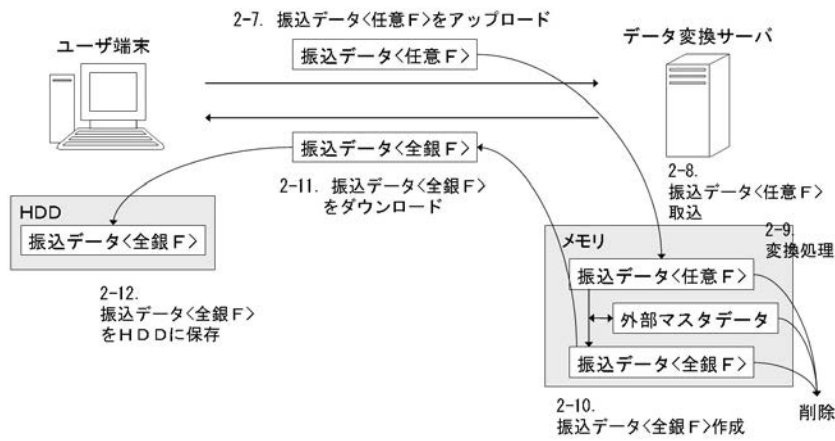 2-7. 振込データ<任意F>をアップロード
ユーザ端末
振込データ<任意F>
データ変換サーバ
振込データ<全銀F>
2-11. 振込データ<全銀F>
をダウンロード
2-8.
振込データ<任意F>
取込
HDD
振込データ<全銀F>
2-9.
変換処理
メモリ
振込データ<任意F>
2-12.
振込データ<全銀F>
をHDDに保存
外部マスタデータ
振込データ<全銀F>
削除
2-10.
振込データ<全銀F>作成